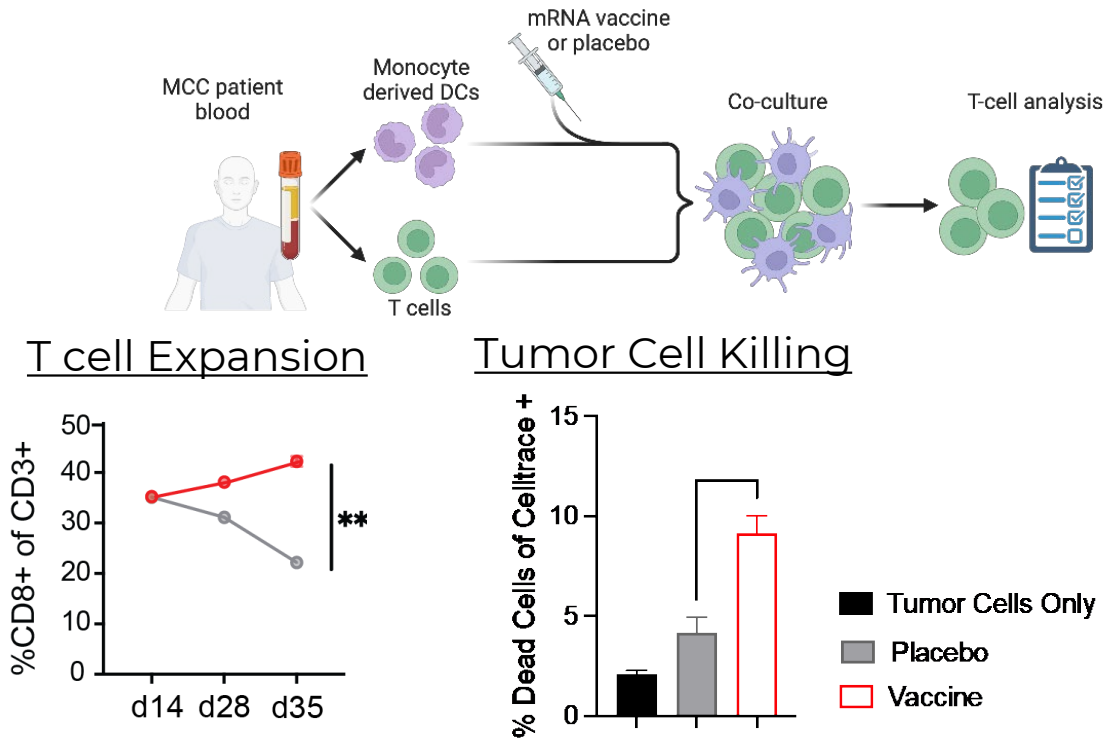 mRNA vaccine
or placebo
MCC patient
blood
Monocyte
derived DCs
Co-culture
T-cell analysis
T cells
T cell Expansion
Tumor Cell Killing
%CD8+ of CD3+
50
40
30
20
10
0
d14 d28 d35
**
% Dead Cells of Celltrace +
15
10
5
0
Tumor Cells Only
Placebo
Vaccine